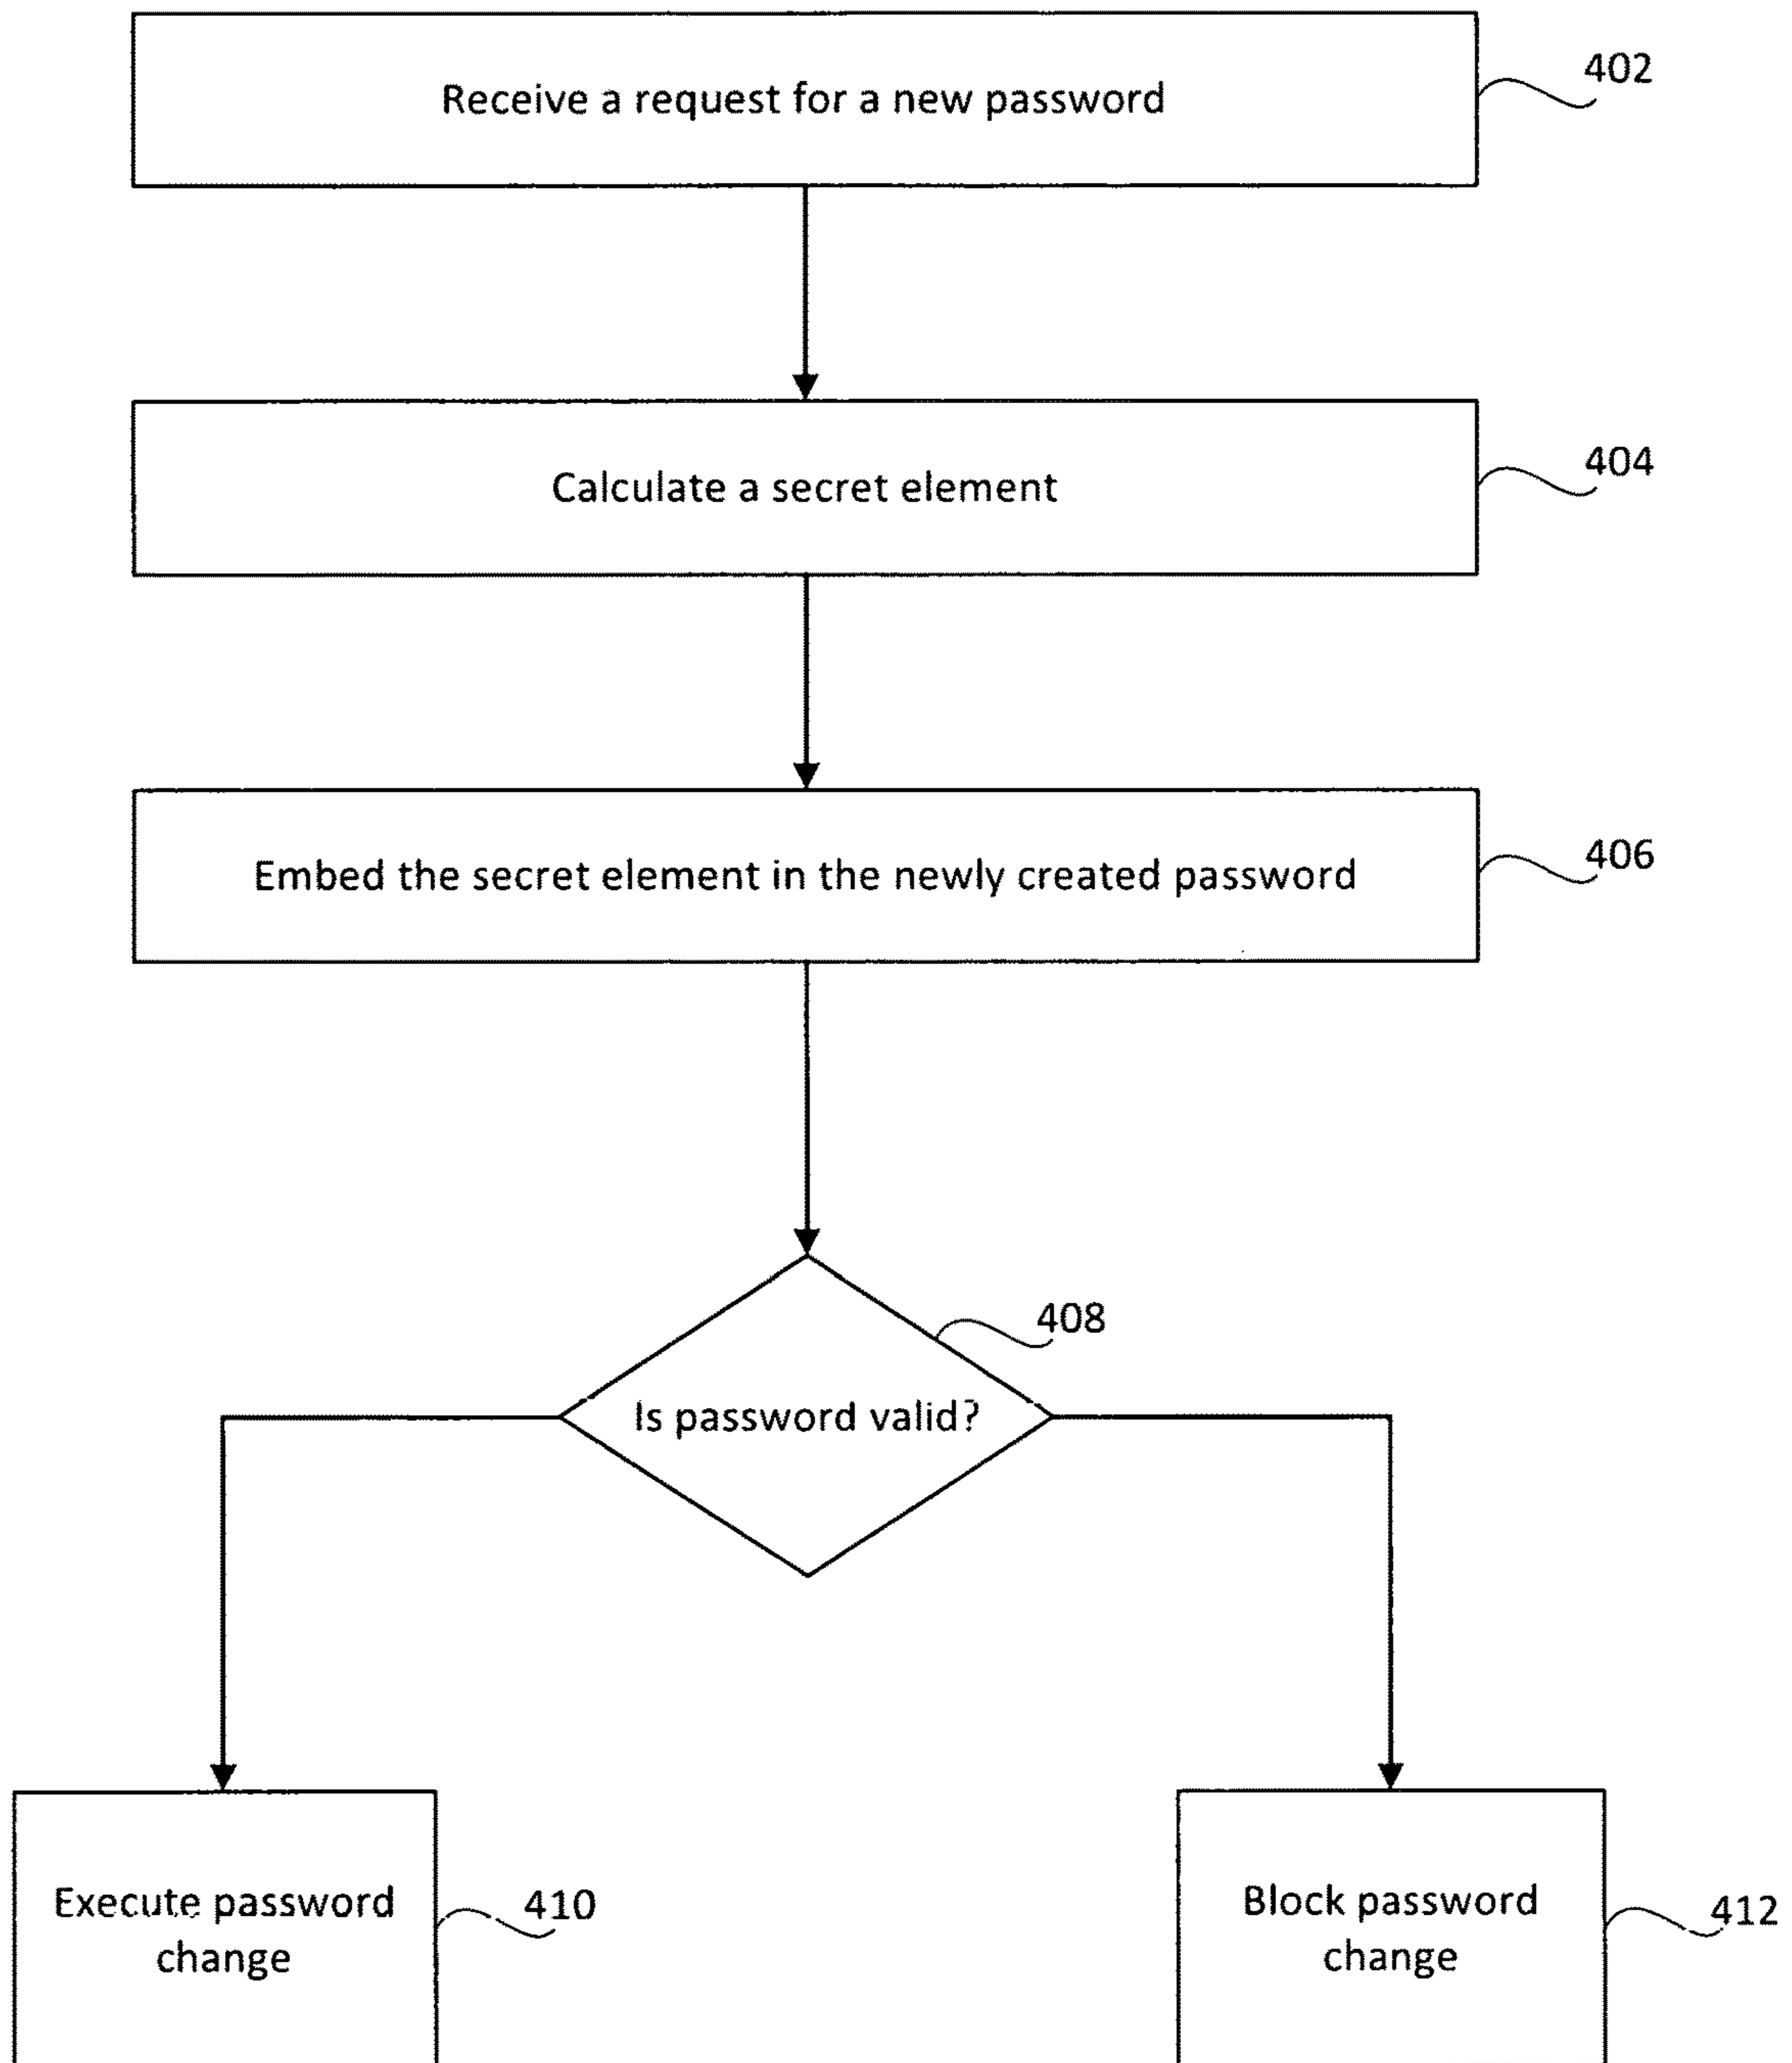 Receive a request for a new password
402
Calculate a secret element
404
Embed the secret element in the newly created password
406
408
Is password valid?
Execute password
change
410
Block password
change
412